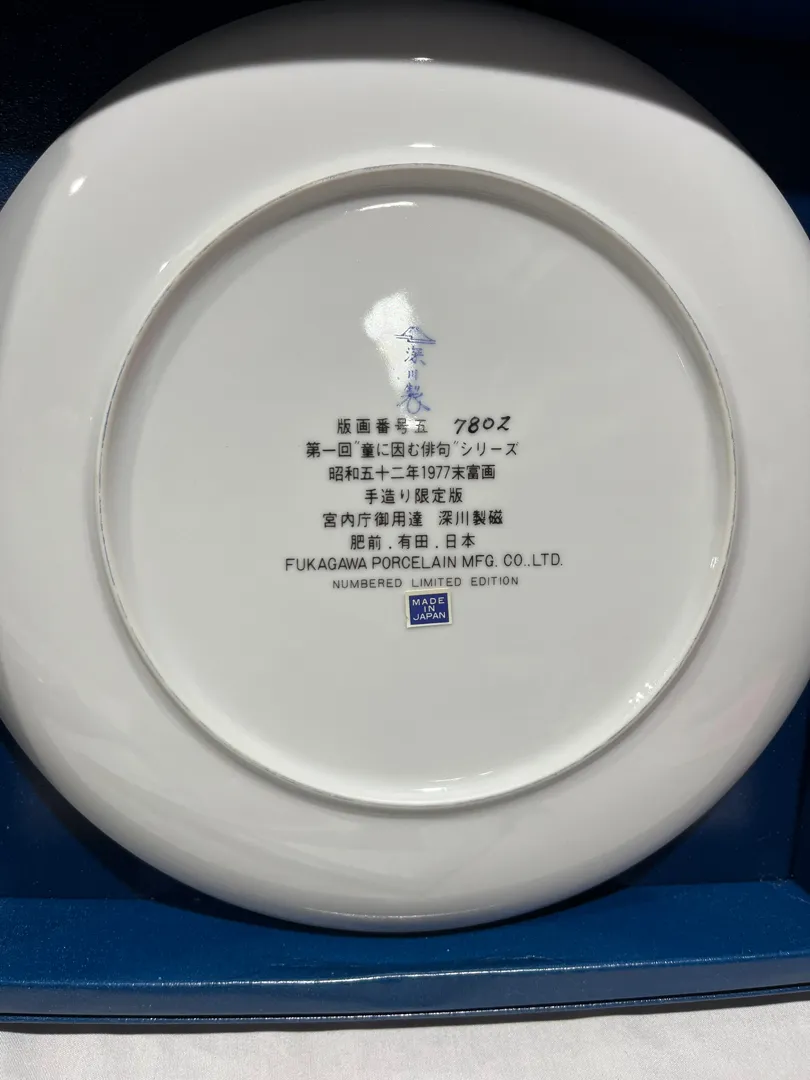 深
川
製
版画番号五 7802
第一回"童に因む俳句"シリーズ
昭和五十二年1977末富画
手造り限定版
宮内庁御用達 深川製磁
肥前.有田.日本
FUKAGAWA PORCELAIN MFG. CO.,LTD.
NUMBERED LIMITED EDITION
MADE
IN
JAPAN